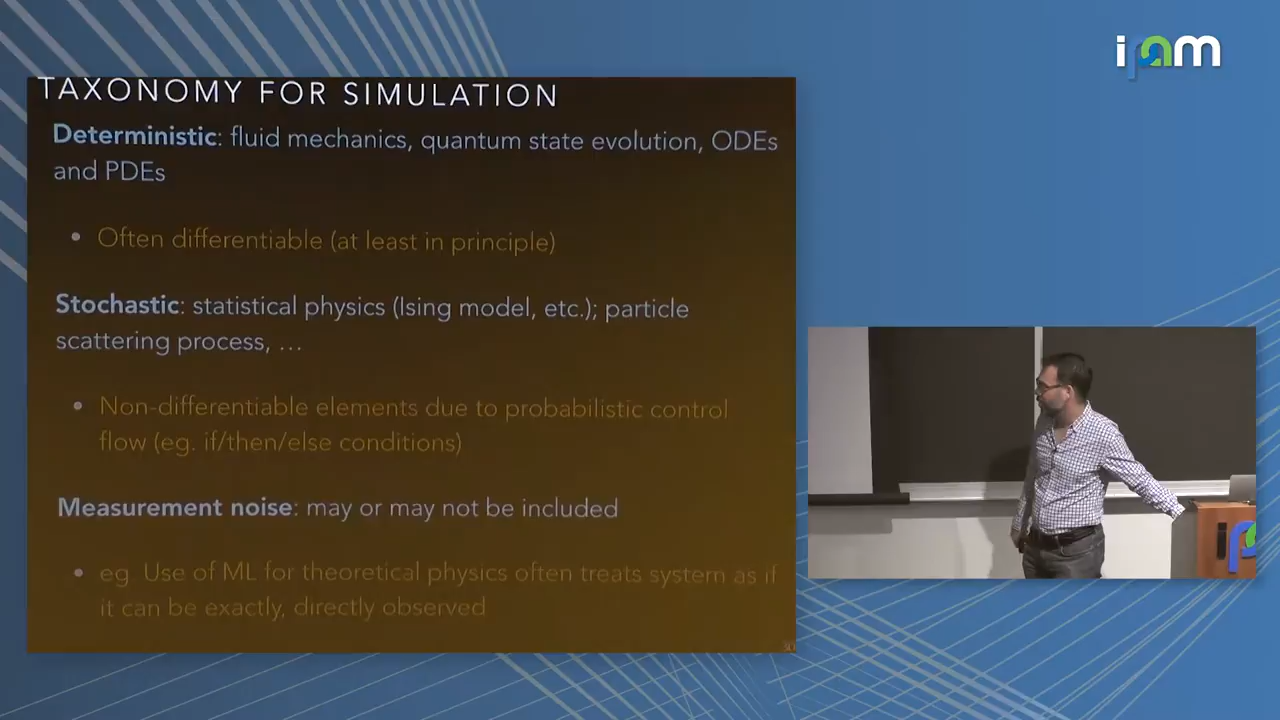 ipam
TAXONOMY FOR SIMULATION
Deterministic: fluid mechanics, quantum state evolution, ODEs
and PDEs
• Often differentiable (at least in principle)
Stochastic: statistical physics (Ising model, etc.); particle
scattering process, …
• Non-differentiable elements due to probabilistic control
flow (eg. if/then/else conditions)
Measurement noise: may or may not be included
• eg. Use of ML for theoretical physics often treats system as if
it can be exactly, directly observed